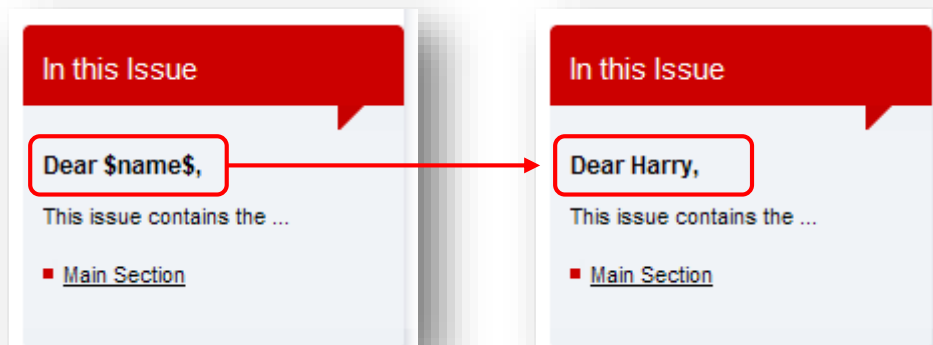 In this Issue
Dear $name$,
This issue contains the ...
Main Section
In this Issue
Dear Harry,
This issue contains the ...
Main Section